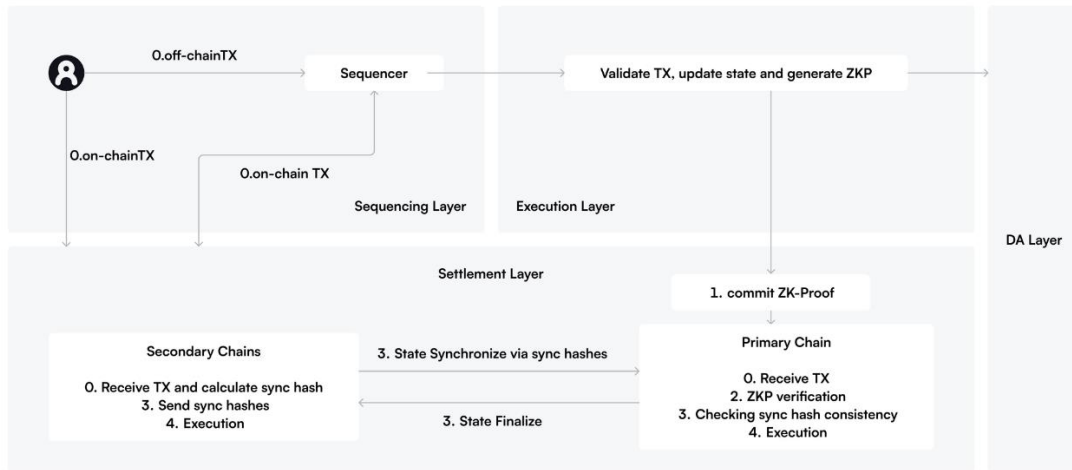 0.off-chainTX
Sequencer
Validate TX, update state and generate ZKP
0.on-chainTX
0.on-chain TX
Sequencing Layer
Execution Layer
DA Layer
Settlement Layer
1. commit ZK-Proof
Secondary Chains
0. Receive TX and calculate sync hash
3. Send sync hashes
4. Execution
3. State Synchronize via sync hashes
3. State Finalize
Primary Chain
0. Receive TX
2. ZKP verification
3. Checking sync hash consistency
4. Execution